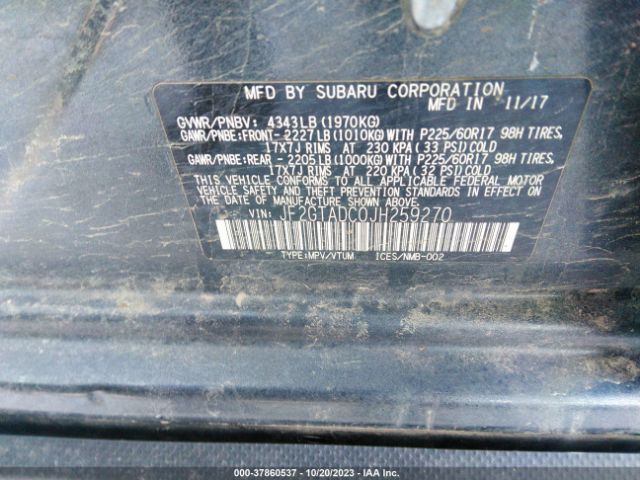 MFD BY SUBARU CORPORATION
MFD IN 11/17
GVWR/PNBV: 4343LB(1970KG)
GAWR/PNBE:FRONT- 2227LB(1010KG)WITH P225/60R17 98H TIRES,
17X7J RIMS AT 230 KPA(33 PSI)COLD
GAWR/PNBE:REAR - 2205LB(1000KG)WITH P225/60R17 98H TIRES,
17X7J RIMS AT 220 KPA(32 PSI)COLD
THIS VEHICLE CONFORMS TO ALL APPLICABLE FEDERAL MOTOR
VEHICLE SAFETY AND THEFT PREVENTION STANDARDS IN EFFECT ON
THE DATE OF MANUFACTURE SHOWN ABOVE.
VIN: JF2GTADC0JH259270
TYPE:MPV/VTUM ICES/NMB-002
000-37860537 - 10/20/2023 - IAA Inc.